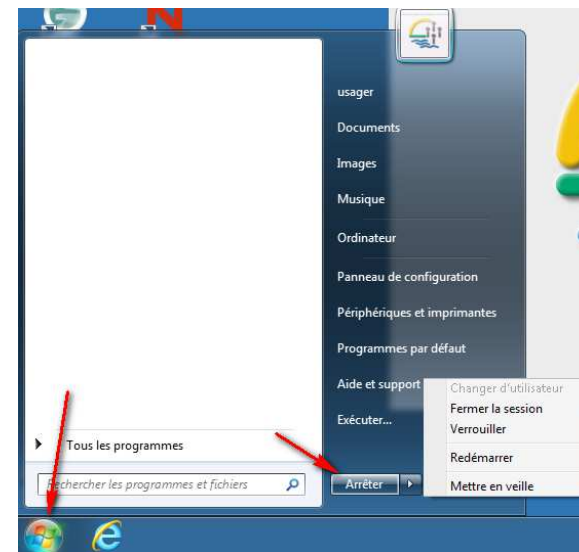 usager
Documents
Images
Musique
Ordinateur
Panneau de configuration
Périphériques et imprimantes
Programmes par défaut
Aide et support
Exécuter...
Changer d'utilisateur
Fermer la session
Verrouiller
Redémarrer
Mettre en veille
Tous les programmes
Rechercher les programmes et fichiers
Arrêter